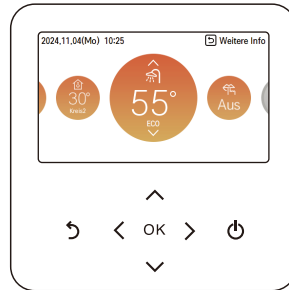 2024,11,04(Mo) 10:25
Weitere Info
30°
Kreis2
55°
ECO
Aus
OK